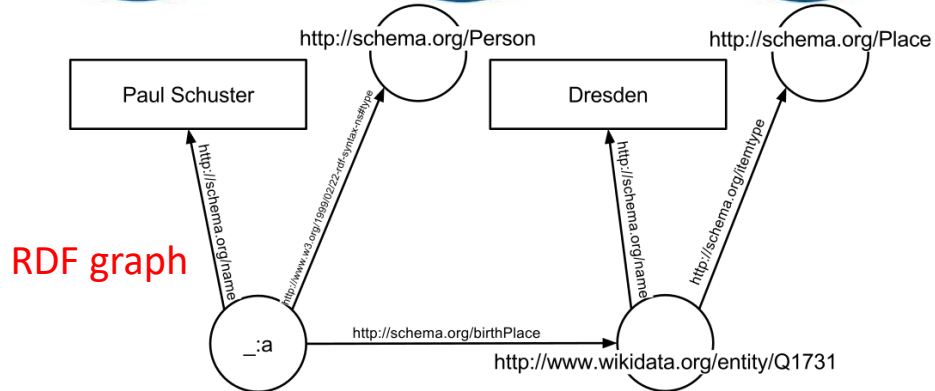 http://schema.org/Person
http://schema.org/Place
Paul Schuster
Dresden
http://schema.org/name
http://www.w3.org/1999/02/22-rdf-syntax-ns#type
http://schema.org/name
http://schema.org/itemtype
RDF graph
_:a
http://schema.org/birthPlace
http://www.wikidata.org/entity/Q1731